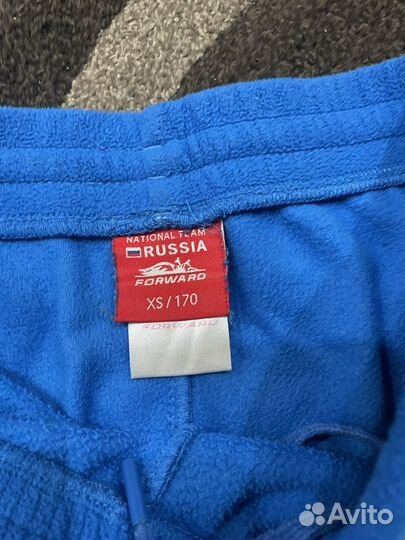 NATIONAL TEAM
RUSSIA
FORWARD
XS/170
FORWARD
Avito